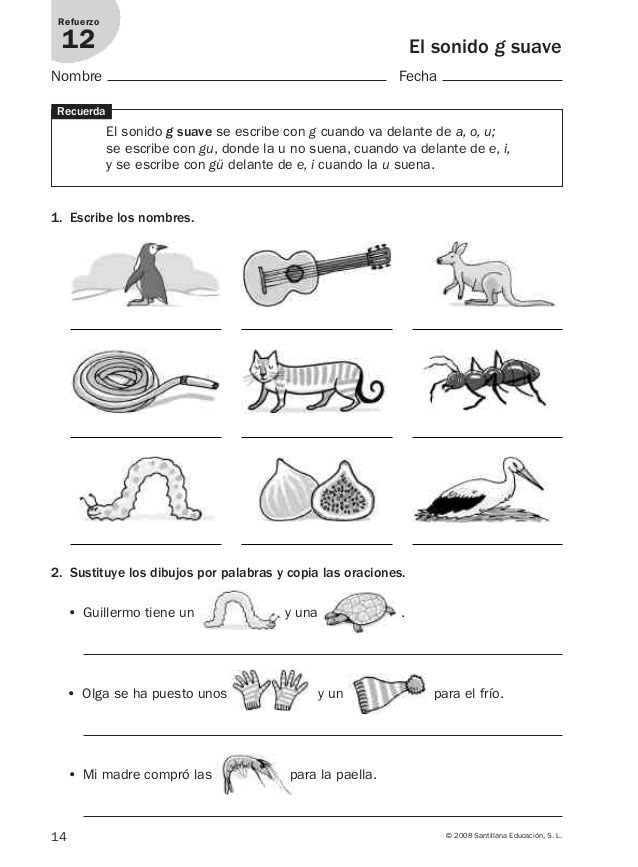 Refuerzo
12
El sonido g suave
Nombre Fecha
Recuerda
El sonido g suave se escribe con g cuando va delante de a, o, u;
se escribe con gu, donde la u no suena, cuando va delante de e, i,
y se escribe con gü delante de e, i cuando la u suena.
1. Escribe los nombres.
2. Sustituye los dibujos por palabras y copia las oraciones.
• Guillermo tiene un y una .
• Olga se ha puesto unos y un para el frío.
• Mi madre compró las para la paella.
14
© 2008 Santillana Educación, S. L.